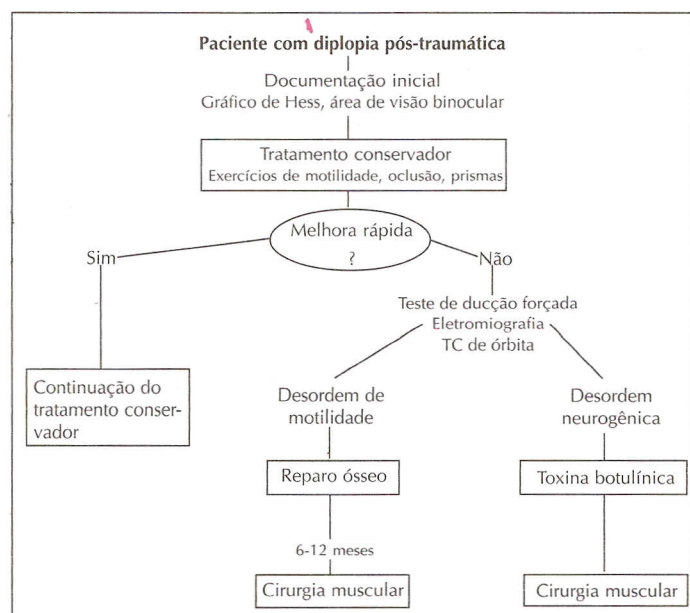 Paciente com diplopia pós-traumática
Documentação inicial
Gráfico de Hess, área de visão binocular
Tratamento conservador
Exercícios de motilidade, oclusão, prismas
Melhora rápida
?
Sim
Não
Teste de ducção forçada
Eletromiografia
TC de órbita
Continuação do
tratamento conser-
vador
Desordem de
motilidade
Desordem
neurogênica
Reparo ósseo
Toxina botulínica
6-12 meses
Cirurgia muscular
Cirurgia muscular